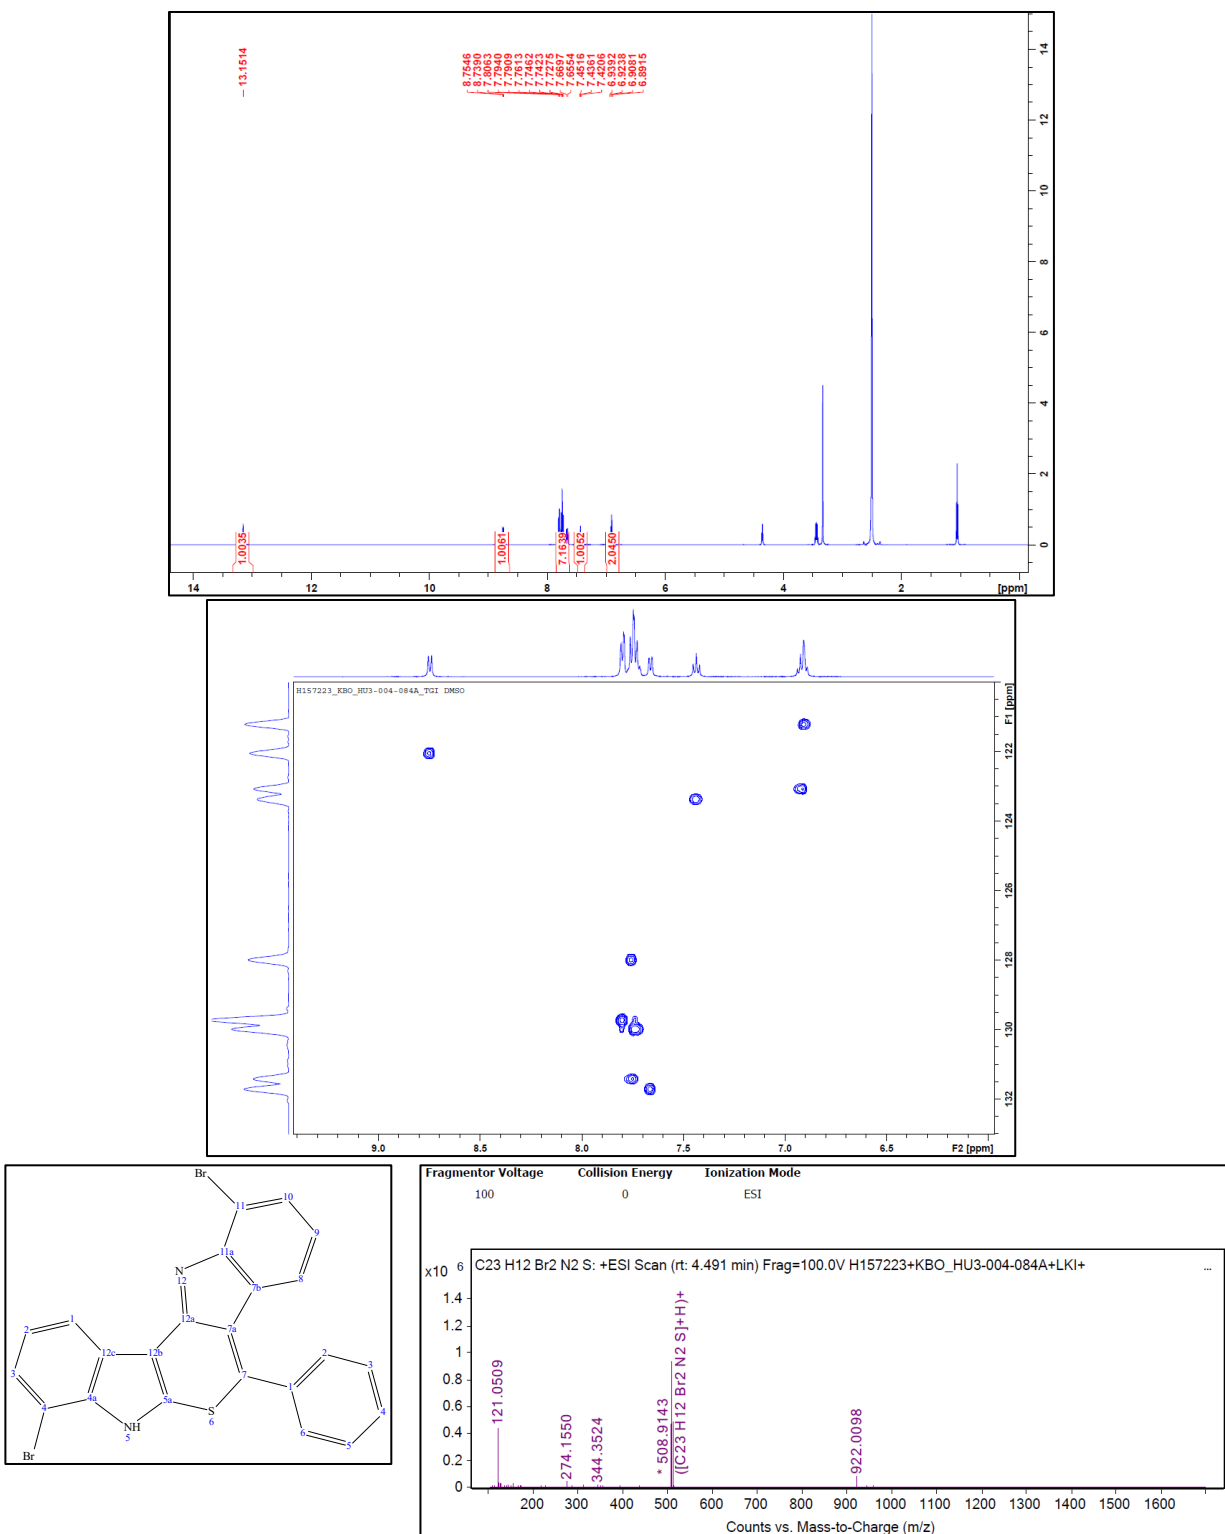 13.1514
8.7546
8.7390
7.8063
7.7940
7.7909
7.7613
7.7462
7.7423
7.7275
7.6697
7.6554
7.4516
7.4361
7.4206
6.9392
6.9238
6.9081
6.8915
14
12
10
8
6
4
2
0
1.0035
1.0061
7.1639
1.0052
2.0450
14 12 10 8 6 4 2 [ppm]
H157223_KBO_HU3-004-084A_TGI DMSO
F1 [ppm]
122
124
126
128
130
132
9.0 8.5 8.0 7.5 7.0 6.5 F2 [ppm]
Br
11 10
11a 9
N
12 8
7b
12a
1 7a
2
12c 12b 2 3
3 7 1
4a 5a 4
4 S
NH 6 6 5
5
Br
Fragmentor Voltage Collision Energy Ionization Mode
100 0 ESI
x10 6 C23 H12 Br2 N2 S: +ESI Scan (rt: 4.491 min) Frag=100.0V H157223+KBO_HU3-004-084A+LKI+ ...
1.4
1.2
1
0.8
0.6
0.4
0.2
0
121.0509
274.1550
344.3524
* 508.9143
([C23 H12 Br2 N2 S]+H)+
922.0098
200 300 400 500 600 700 800 900 1000 1100 1200 1300 1400 1500 1600
Counts vs. Mass-to-Charge (m/z)